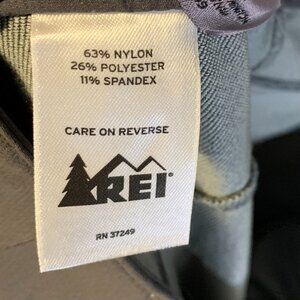 63% NYLON
26% POLYESTER
11% SPANDEX
CARE ON REVERSE
REI®
RN 37249